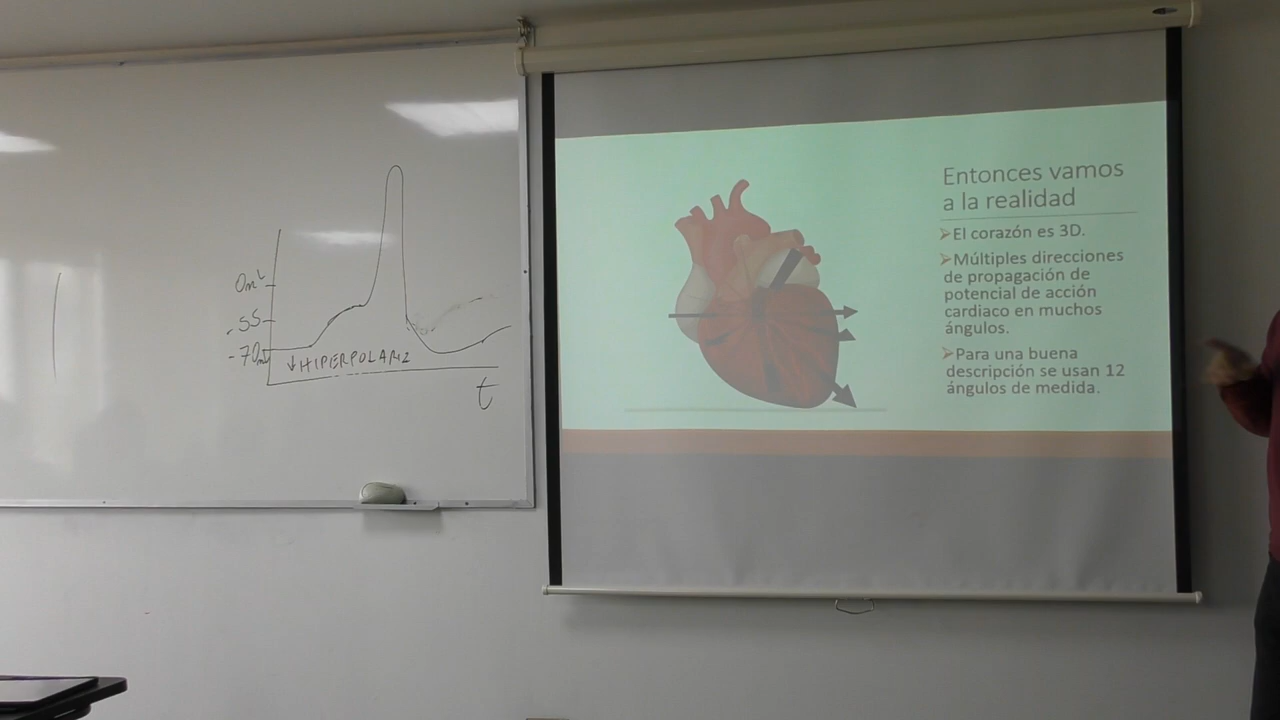 0mV
-55
-70mV
↓HIPERPOLARIZ
t
Entonces vamos
a la realidad
➢El corazón es 3D.
➢Múltiples direcciones
de propagación de
potencial de acción
cardiaco en muchos
ángulos.
➢Para una buena
descripción se usan 12
ángulos de medida.